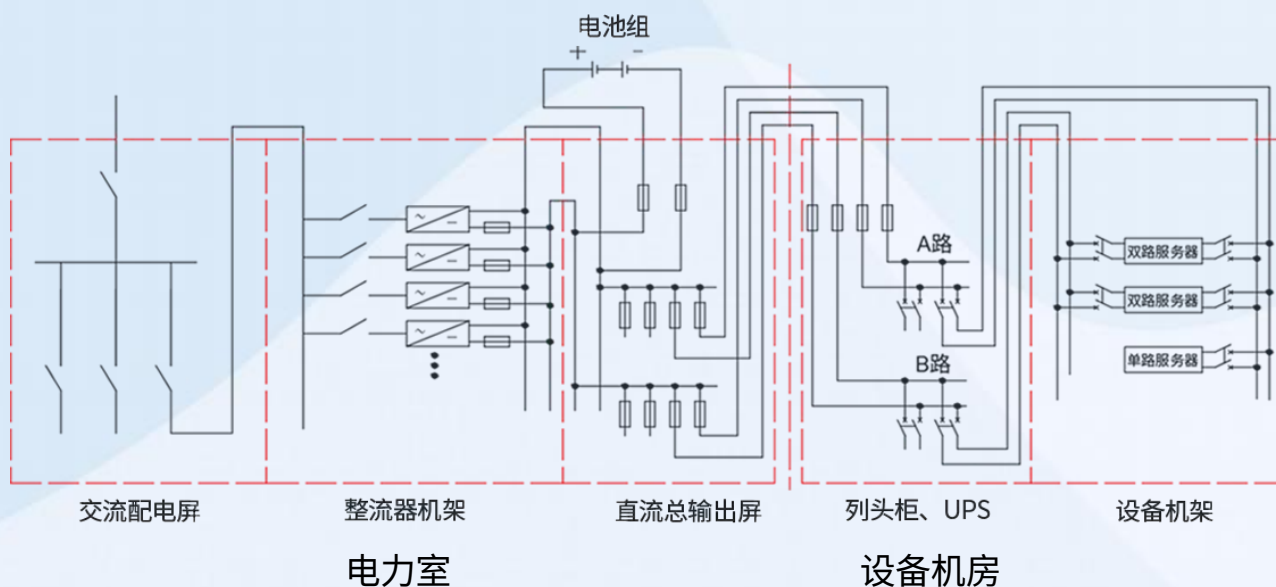 电池组
+ -
A路
双路服务器
双路服务器
单路服务器
B路
交流配电屏
整流器机架
直流总输出屏
列头柜、UPS
设备机架
电力室
设备机房